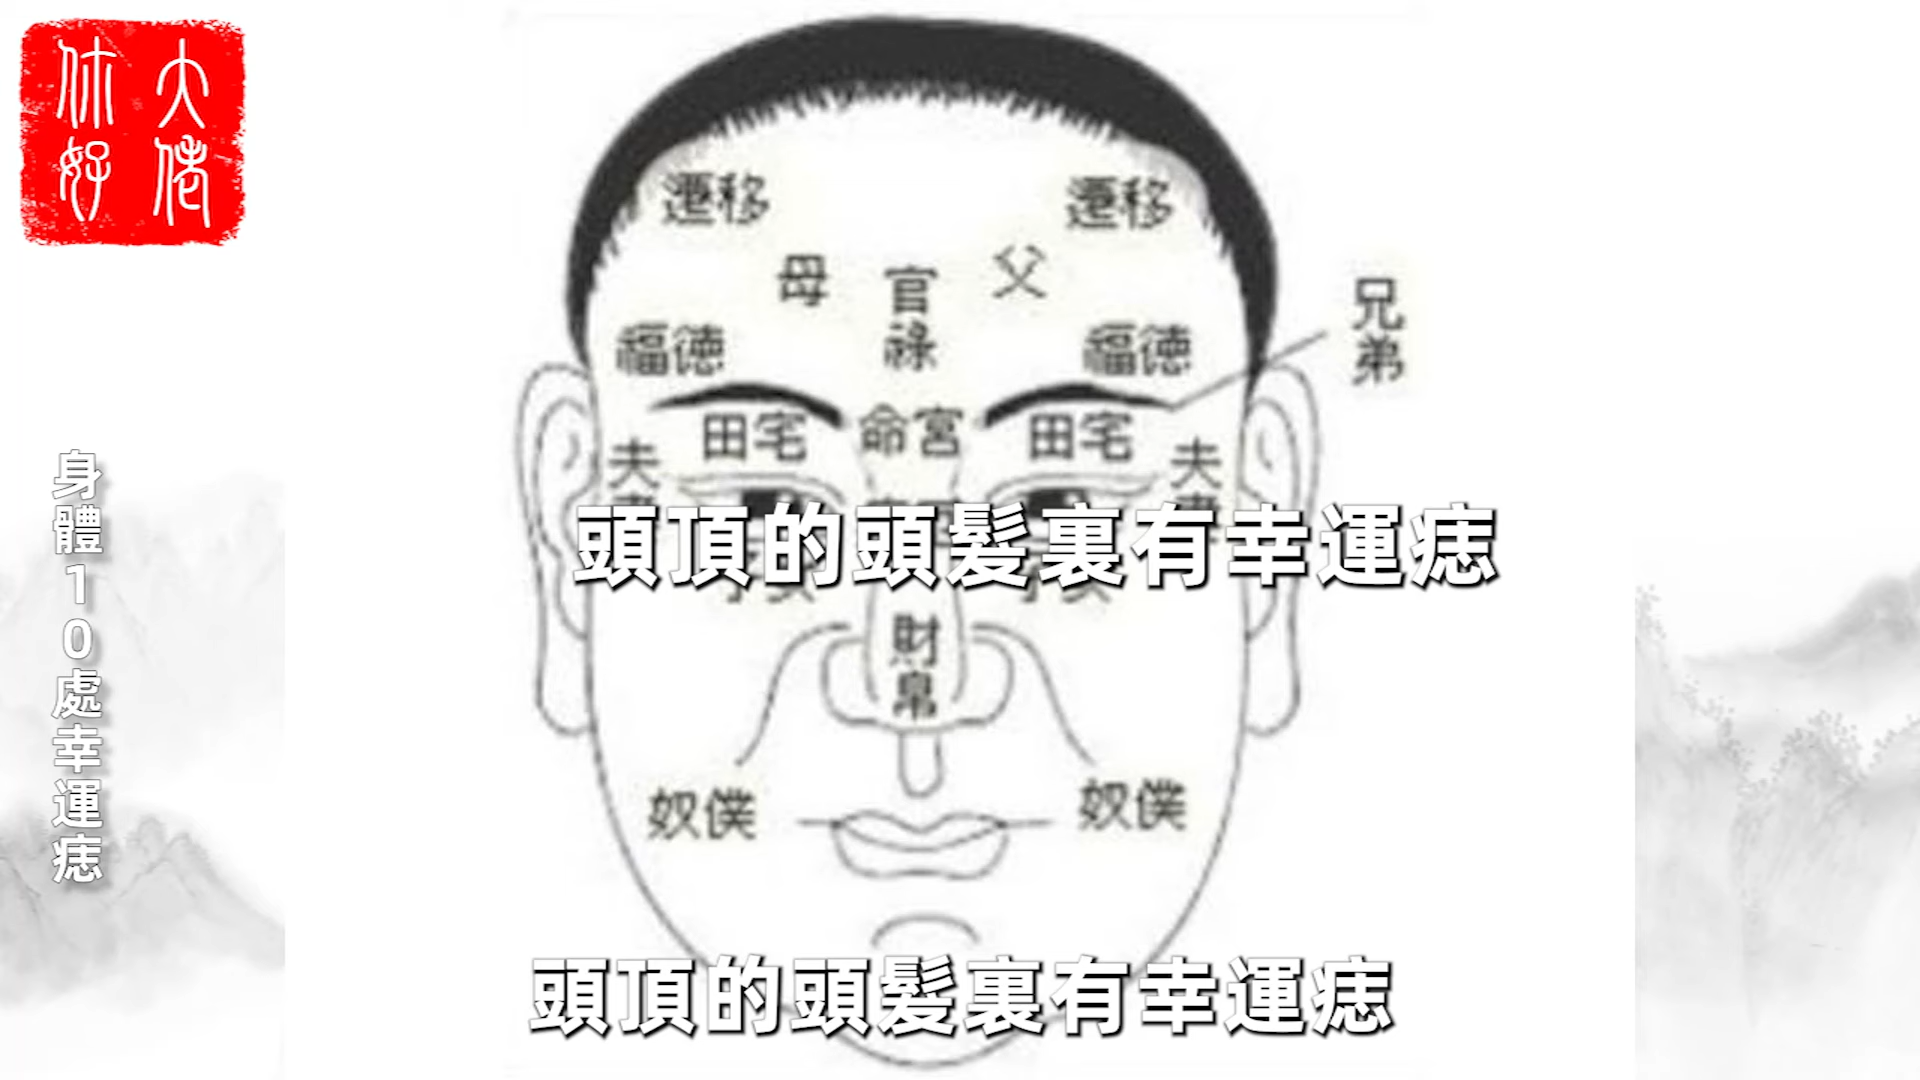 大佬
你好
遷移
遷移
母
官祿
父
兄弟
福德
福德
田宅
命宮
田宅
夫
夫
頭頂的頭髮裏有幸運痣
財帛
奴僕
奴僕
頭頂的頭髮裏有幸運痣
身體10處幸運痣